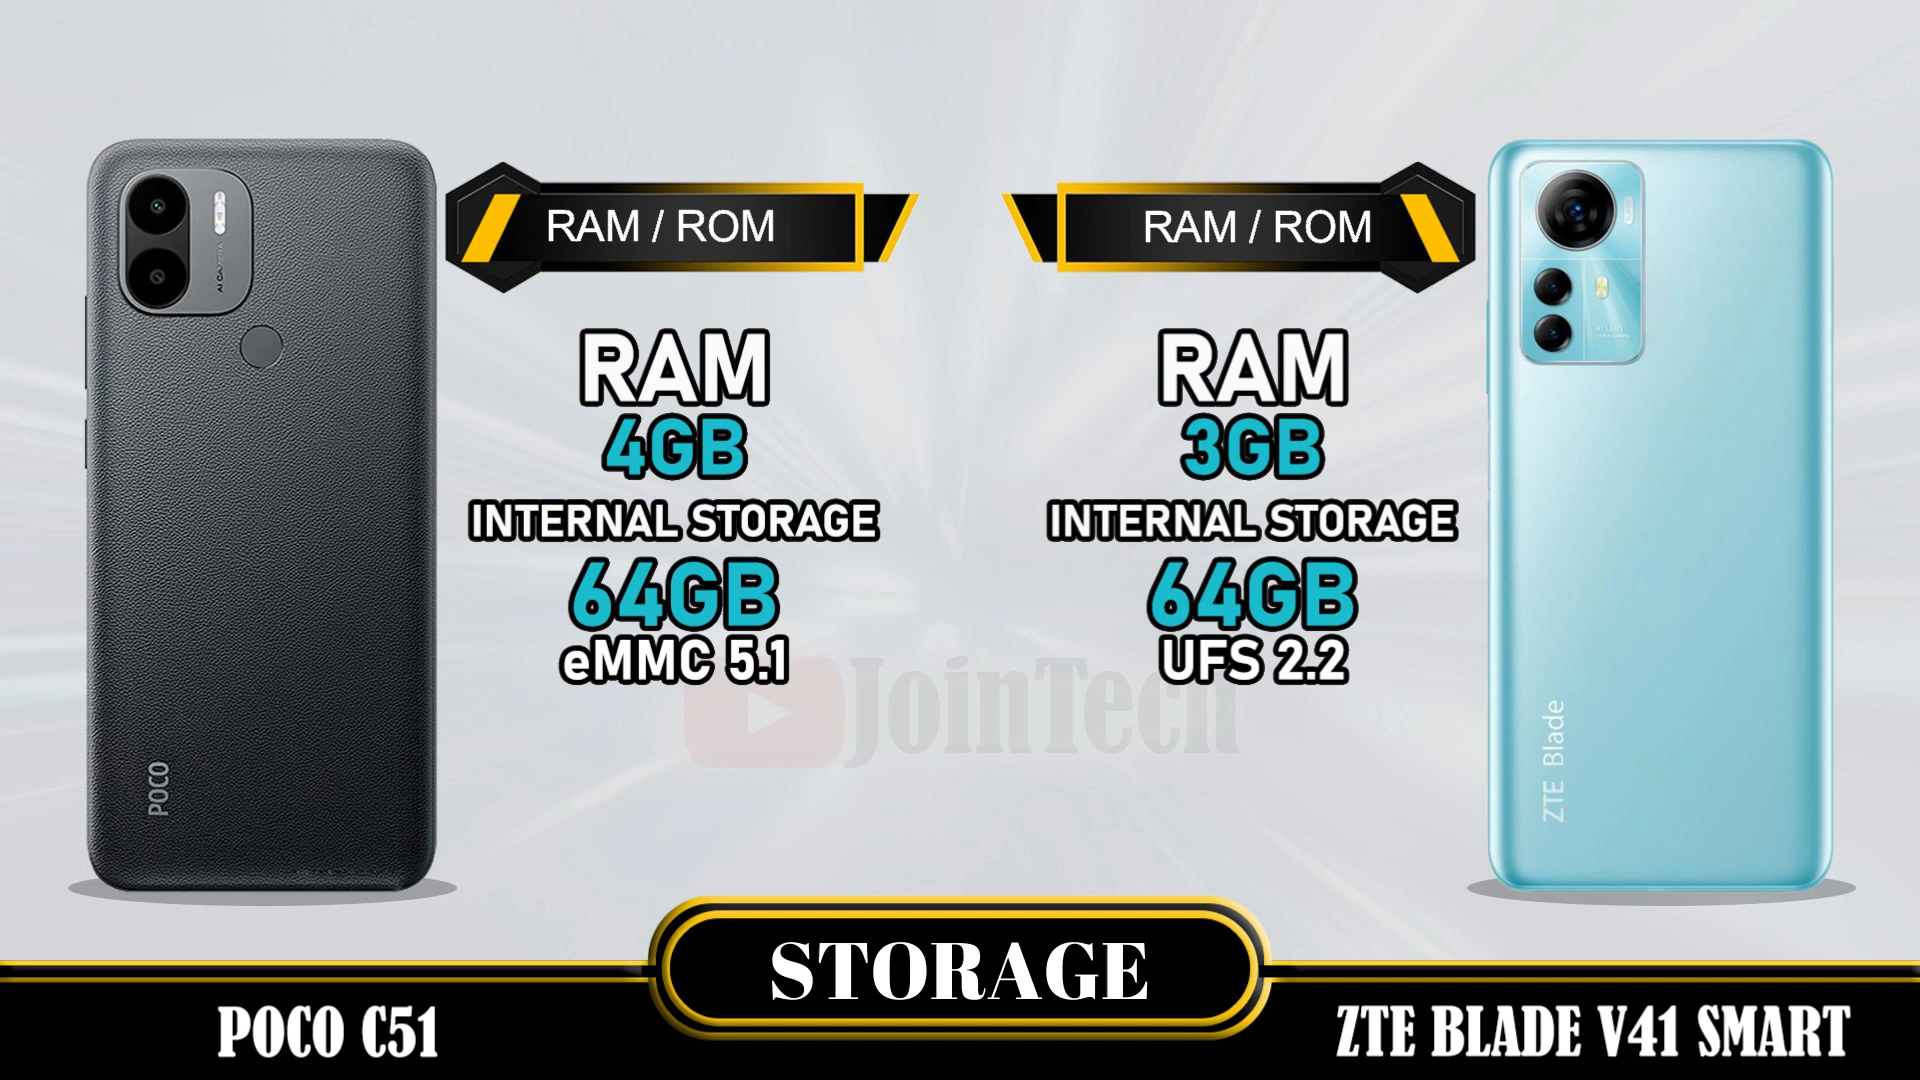 RAM / ROM
RAM
4GB
INTERNAL STORAGE
64GB
eMMC 5.1
RAM / ROM
RAM
3GB
INTERNAL STORAGE
64GB
UFS 2.2
JoinTech
POCO
ZTE Blade
STORAGE
POCO C51
ZTE BLADE V41 SMART